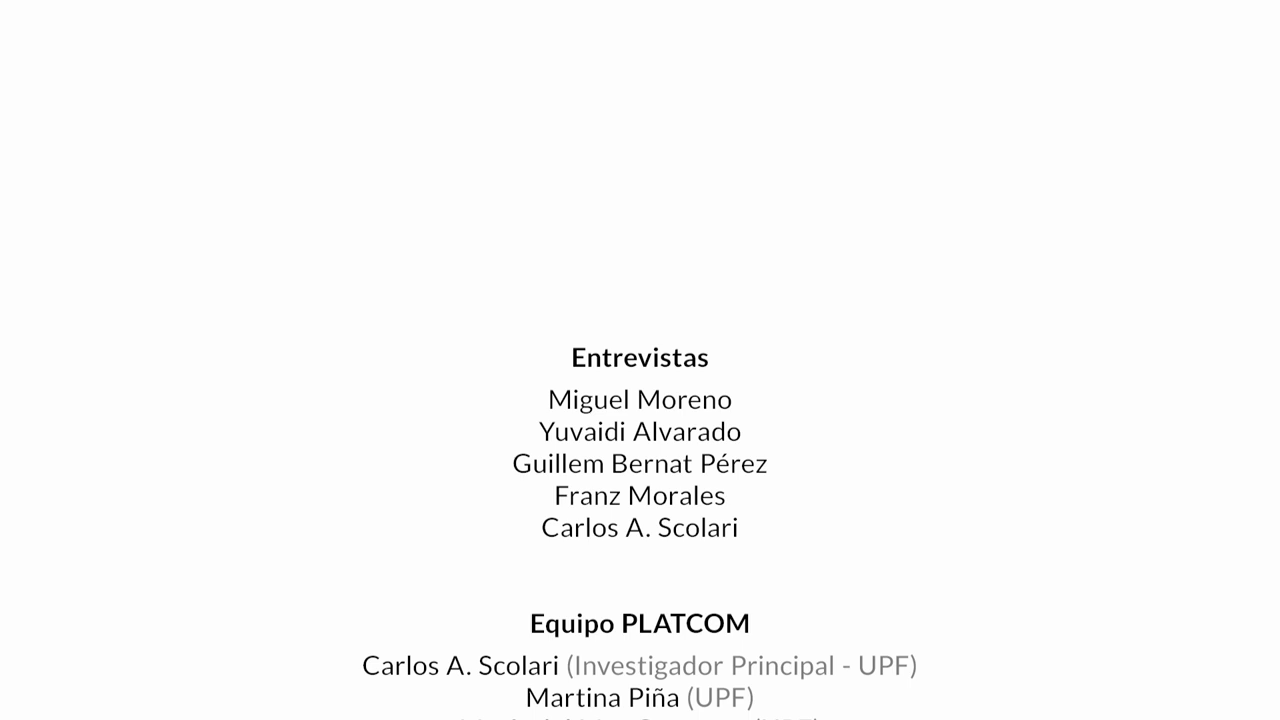 Entrevistas
Miguel Moreno
Yuvaidi Alvarado
Guillem Bernat Pérez
Franz Morales
Carlos A. Scolari
Equipo PLATCOM
Carlos A. Scolari (Investigador Principal - UPF)
Martina Piña (UPF)